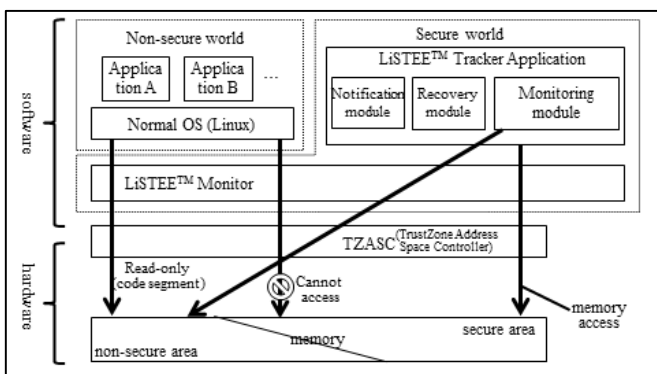 Non-secure world
Secure world
LiSTEE™ Tracker Application
Applica
tion A
Applica
tion B
...
Notification
module
Recovery
module
Monitoring
module
Normal OS (Linux)
software
LiSTEE™ Monitor
TZASC (TrustZone Address
Space Controller)
hardware
Read-only
(code segment)
Cannot
access
memory
access
non-secure area
memory
secure area